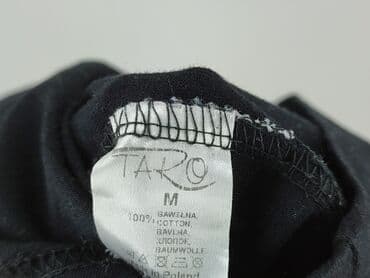 TARO
M
BAWEŁNA,
100% COTTON,
BAVLNA,
ХЛОПОК,
BAUMWOLLE
in Poland